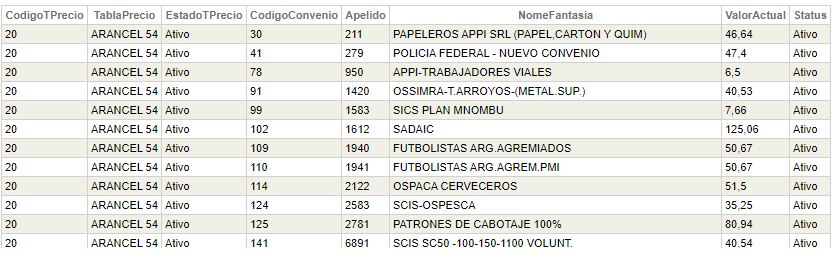 CodigoTPrecio TablaPrecio EstadoTPrecio CodigoConvenio Apelido NomeFantasia ValorActual Status
20 ARANCEL 54 Ativo 30 211 PAPELEROS APPI SRL (PAPEL,CARTON Y QUIM) 46,64 Ativo
20 ARANCEL 54 Ativo 41 279 POLICIA FEDERAL - NUEVO CONVENIO 47,4 Ativo
20 ARANCEL 54 Ativo 78 950 APPI-TRABAJADORES VIALES 6,5 Ativo
20 ARANCEL 54 Ativo 91 1420 OSSIMRA-T.ARROYOS-(METAL.SUP.) 40,53 Ativo
20 ARANCEL 54 Ativo 99 1583 SICS PLAN MNOMBU 7,66 Ativo
20 ARANCEL 54 Ativo 102 1612 SADAIC 125,06 Ativo
20 ARANCEL 54 Ativo 109 1940 FUTBOLISTAS ARG.AGREMIADOS 50,67 Ativo
20 ARANCEL 54 Ativo 110 1941 FUTBOLISTAS ARG.AGREM.PMI 50,67 Ativo
20 ARANCEL 54 Ativo 114 2122 OSPACA CERVECEROS 51,5 Ativo
20 ARANCEL 54 Ativo 124 2583 SCIS-OSPESCA 35,25 Ativo
20 ARANCEL 54 Ativo 125 2781 PATRONES DE CABOTAJE 100% 80,94 Ativo
20 ARANCEL 54 Ativo 141 6891 SCIS SC50 -100-150-1100 VOLUNT. 40,54 Ativo